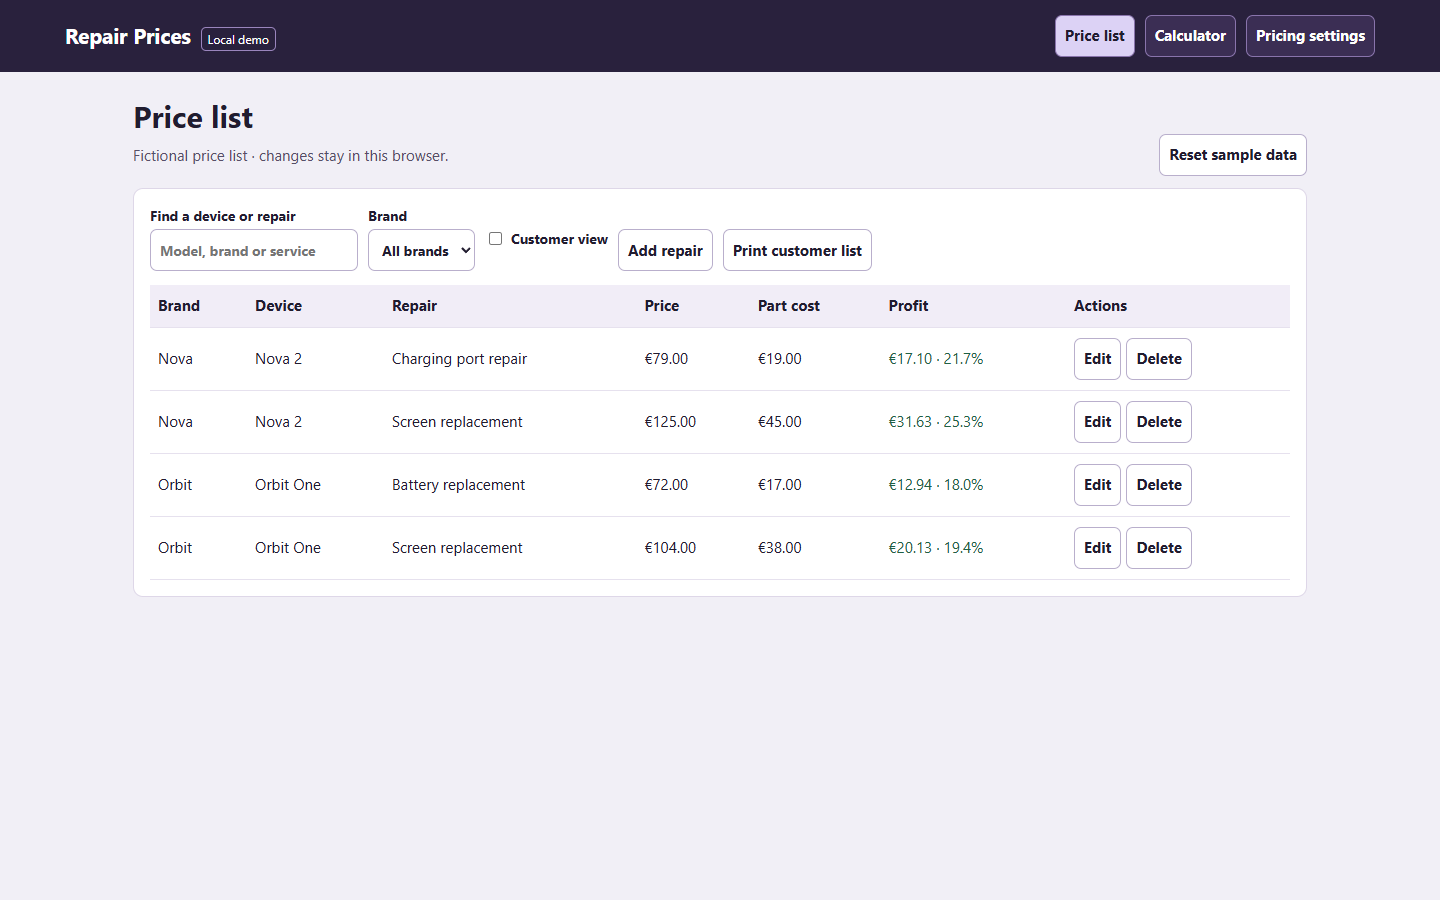 Repair Prices Local demo Price list Calculator Pricing settings
Price list
Fictional price list · changes stay in this browser.
Reset sample data
Find a device or repair Brand
Model, brand or service All brands Customer view Add repair Print customer list
Brand Device Repair Price Part cost Profit Actions
Nova Nova 2 Charging port repair €79.00 €19.00 €17.10 · 21.7% Edit Delete
Nova Nova 2 Screen replacement €125.00 €45.00 €31.63 · 25.3% Edit Delete
Orbit Orbit One Battery replacement €72.00 €17.00 €12.94 · 18.0% Edit Delete
Orbit Orbit One Screen replacement €104.00 €38.00 €20.13 · 19.4% Edit Delete